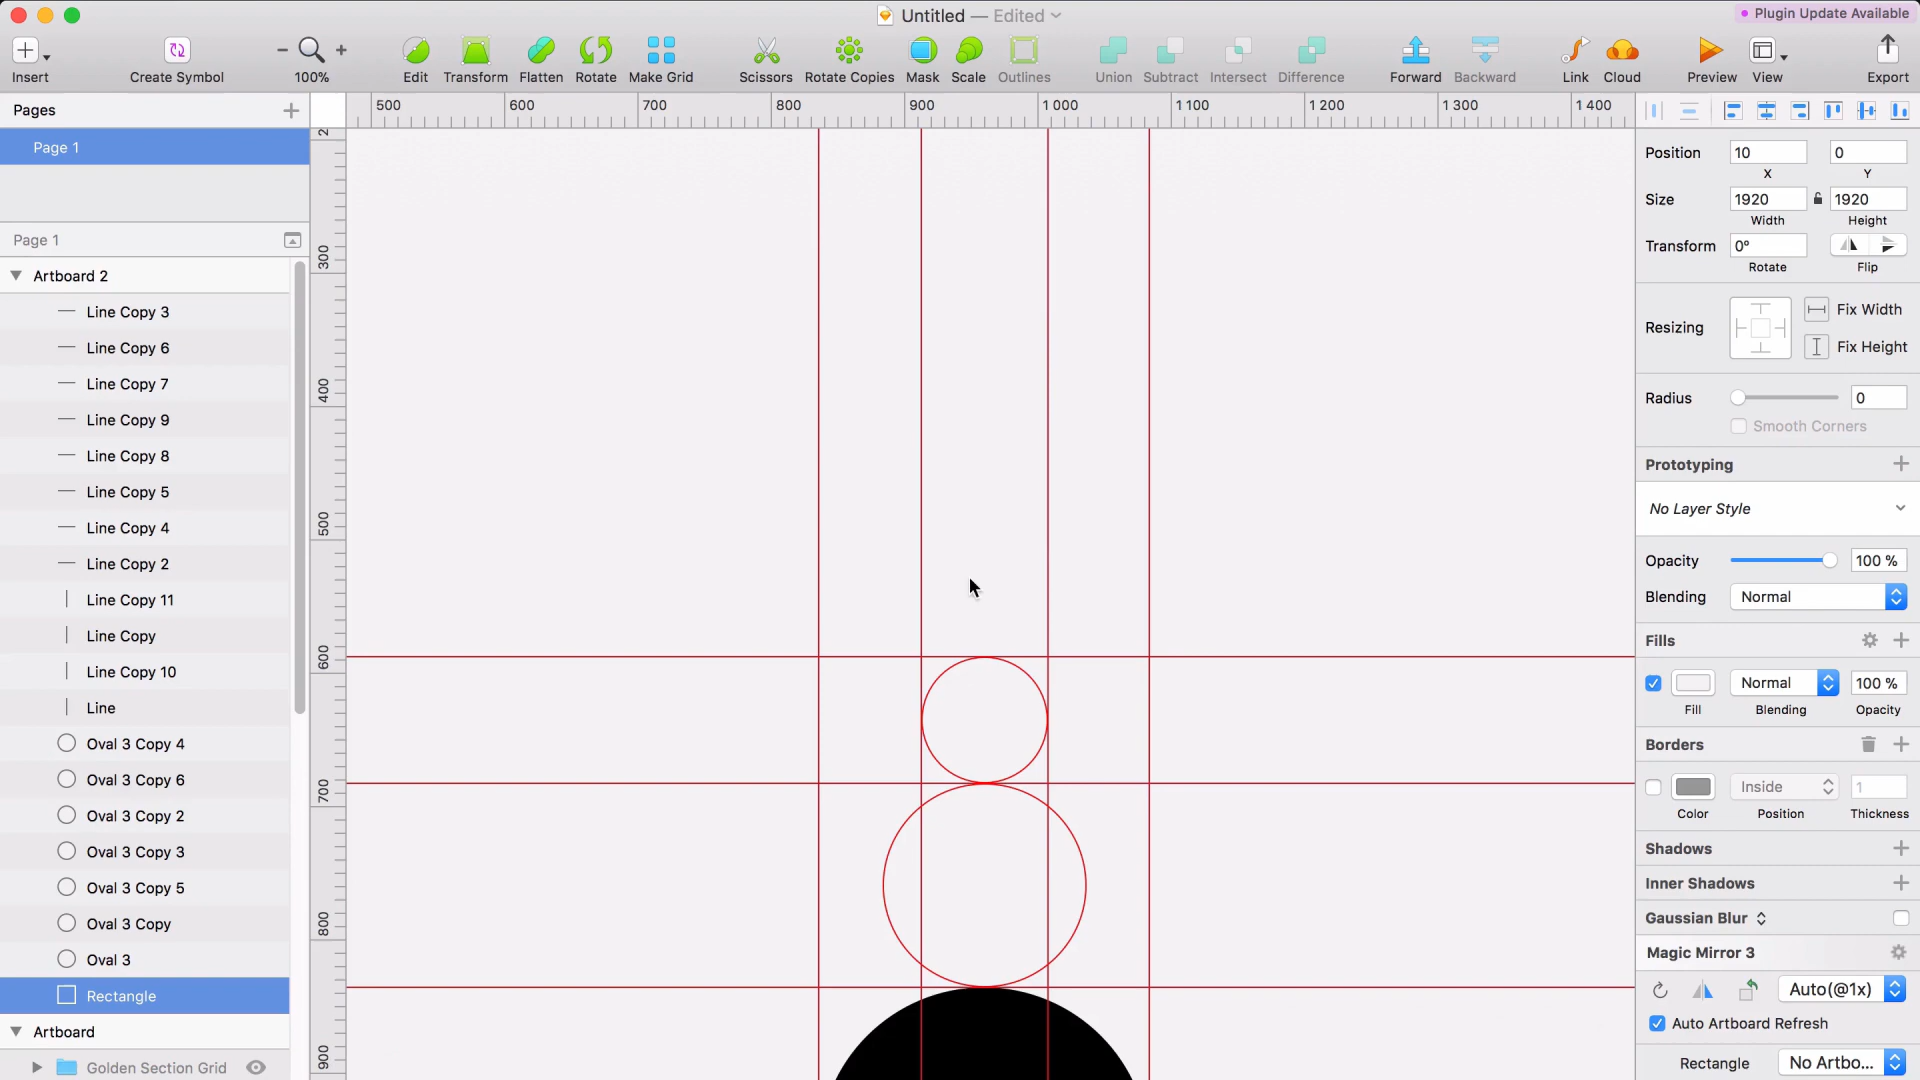 Untitled — Edited
Plugin Update Available
Insert
Create Symbol
100%
Edit
Transform
Flatten
Rotate
Make Grid
Scissors
Rotate Copies
Mask
Scale
Outlines
Union
Subtract
Intersect
Difference
Forward
Backward
Link
Cloud
Preview
View
Export
Pages
Page 1
Page 1
Artboard 2
Line Copy 3
Line Copy 6
Line Copy 7
Line Copy 9
Line Copy 8
Line Copy 5
Line Copy 4
Line Copy 2
Line Copy 11
Line Copy
Line Copy 10
Line
Oval 3 Copy 4
Oval 3 Copy 6
Oval 3 Copy 2
Oval 3 Copy 3
Oval 3 Copy 5
Oval 3 Copy
Oval 3
Rectangle
Artboard
Golden Section Grid
500 600 700 800 900 1 000 1 100 1 200 1 300 1 400
2
300
400
500
600
700
800
900
Position 10 0
X Y
Size 1920 1920
Width Height
Transform 0°
Rotate Flip
Resizing
Fix Width
Fix Height
Radius 0
Smooth Corners
Prototyping
No Layer Style
Opacity 100 %
Blending Normal
Fills
Normal 100 %
Fill Blending Opacity
Borders
Inside 1
Color Position Thickness
Shadows
Inner Shadows
Gaussian Blur
Magic Mirror 3
Auto(@1x)
Auto Artboard Refresh
Rectangle No Artbo...